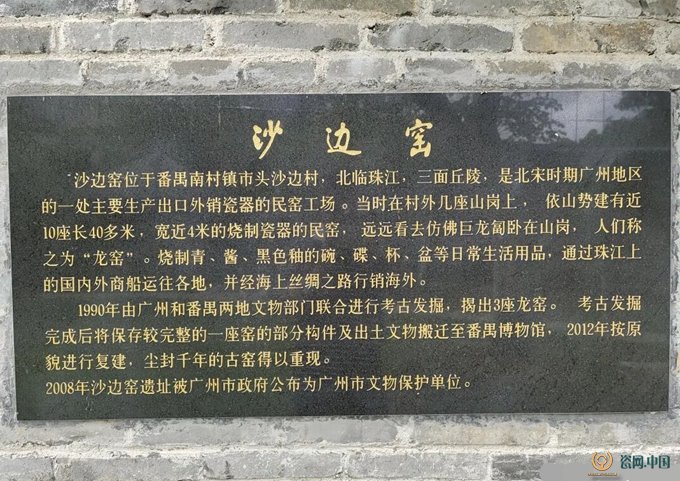 沙边窑
沙边窑位于番禺南村镇市头沙边村，北临珠江，三面丘陵，是北宋时期广州地区
的一处主要生产出口外销瓷器的民窑工场。当时在村外几座山岗上，依山势建有近
10座长40多米，宽近4米的烧制瓷器的民窑，远远看去仿佛巨龙匐卧在山岗，人们称
之为“龙窑”。烧制青、酱、黑色釉的碗、碟、杯、盆等日常生活用品，通过珠江上
的国内外商船运往各地，并经海上丝绸之路行销海外。
1990年由广州和番禺两地文物部门联合进行考古发掘，揭出3座龙窑。考古发掘
完成后将保存较完整的一座窑的部分构件及出土文物搬迁至番禺博物馆，2012年按原
貌进行复建，尘封千年的古窑得以重现。
2008年沙边窑遗址被广州市政府公布为广州市文物保护单位。
瓷网.中国